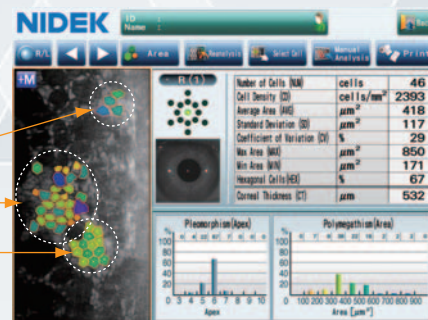 NIDEK
ID :
Name :
R/L Area Reanalysis Select Cell Manual Analysis Print
+M
R(1)
Number of Cells (NUM) cells 46
Cell Density (CD) cells/mm² 2393
Average Area (AVG) µm² 418
Standard Deviation (SD) µm² 117
Coefficient of Variation (CV) % 29
Max Area (MAX) µm² 850
Min Area (MIN) µm² 171
Hexagonal Cells(HEX) % 67
Corneal Thickness (CT) µm 532
Pleomorphism(Apex)
%
100
80
60
40
20
0
3 4 5 6 7 8 9 10
Apex
Polymegathism(Area)
%
100
80
60
40
20
0
100 200 300 400 500 600 700 800 900
Area [µm²]